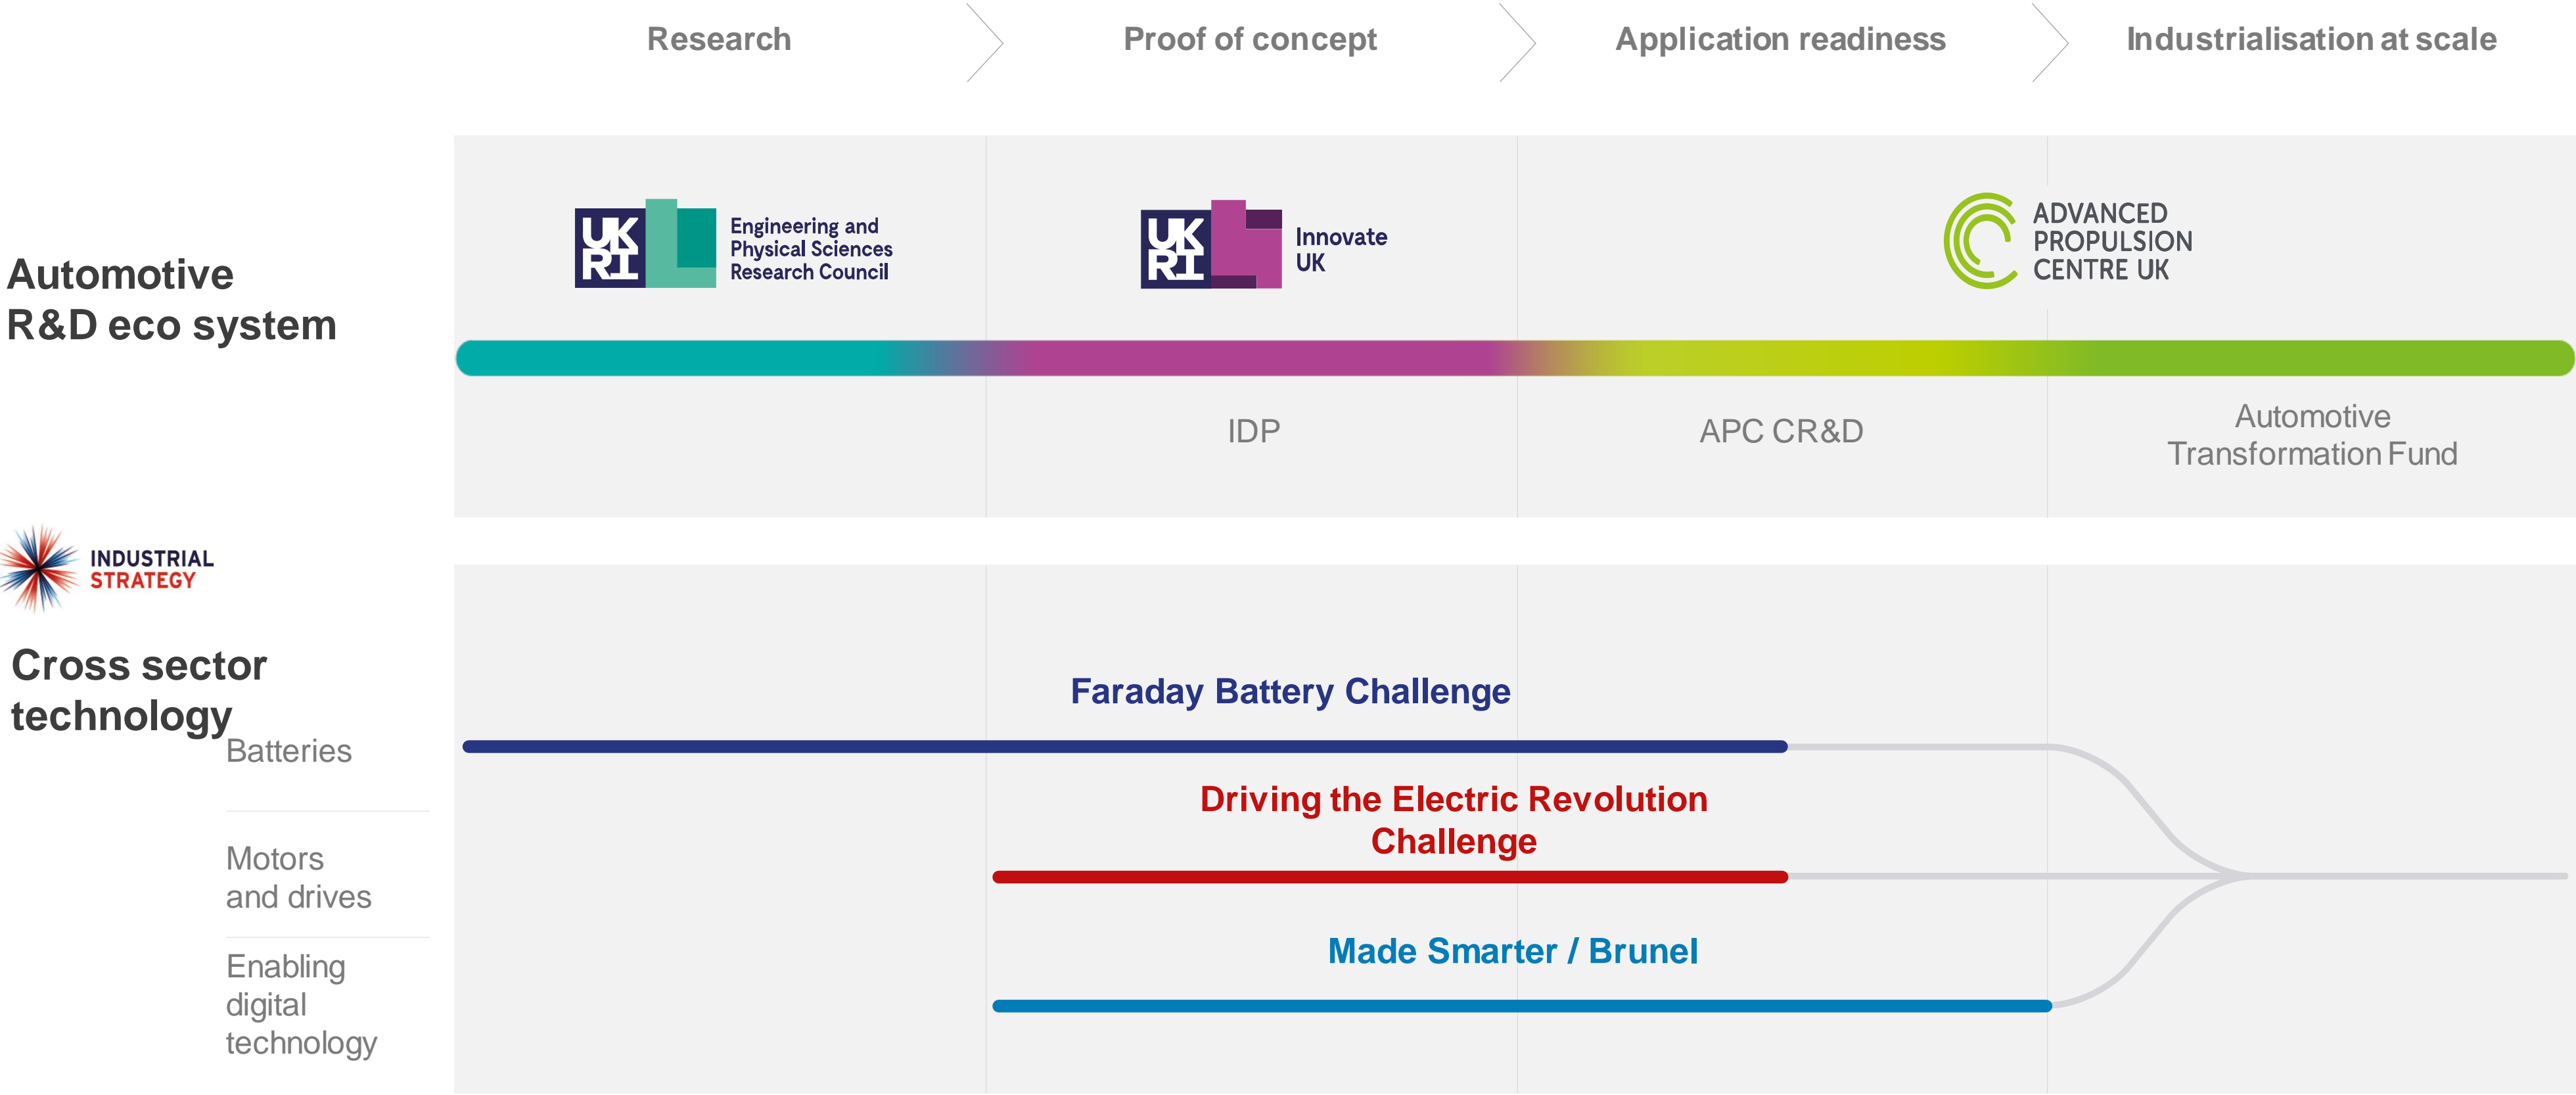 Research
Proof of concept
Application readiness
Industrialisation at scale
Automotive
R&D eco system
UK
RI
Engineering and
Physical Sciences
Research Council
UK
RI
Innovate
UK
ADVANCED
PROPULSION
CENTRE UK
IDP
APC CR&D
Automotive
Transformation Fund
INDUSTRIAL
STRATEGY
Cross sector
technology
Batteries
Faraday Battery Challenge
Motors
and drives
Driving the Electric Revolution
Challenge
Enabling
digital
technology
Made Smarter / Brunel